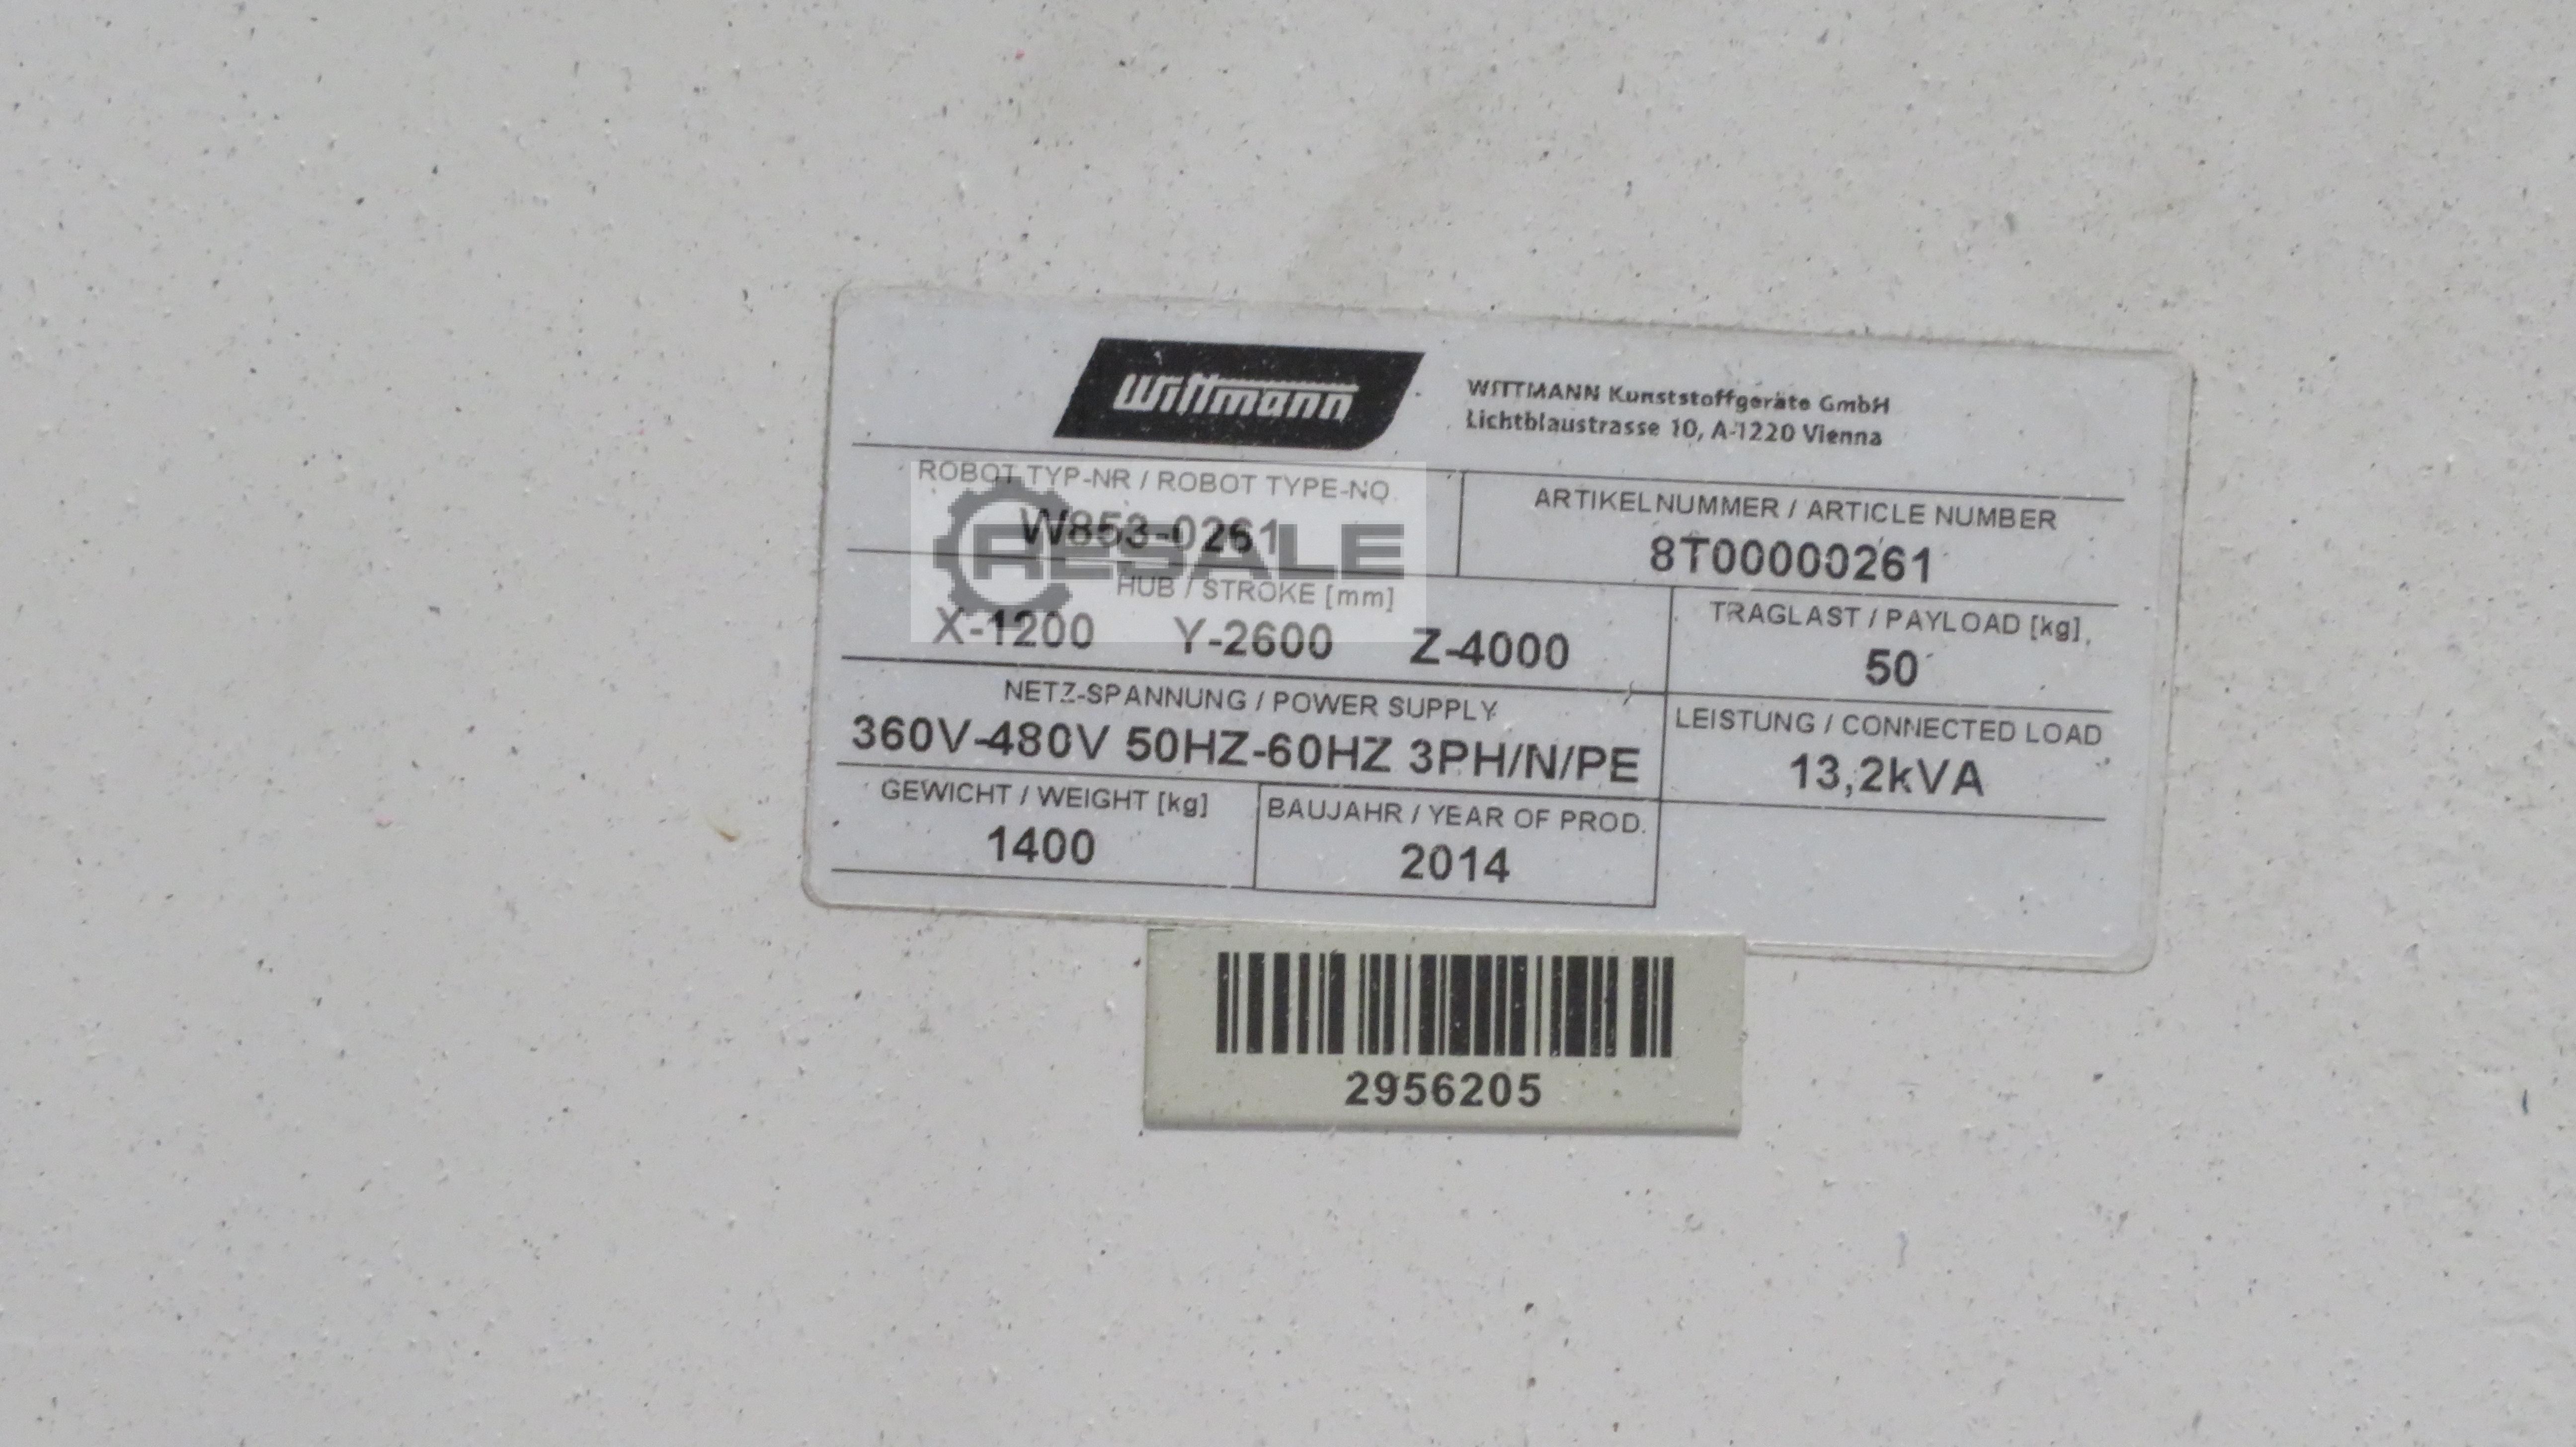 Wittmann
WITTMANN Kunststoffgeräte GmbH
Lichtblaustrasse 10, A-1220 Vienna
ROBOT TYP-NR / ROBOT TYPE-NO.
W853-0261
ARTIKELNUMMER / ARTICLE NUMBER
8T00000261
RESALE
HUB / STROKE [mm]
X-1200 Y-2600 Z-4000
TRAGLAST / PAYLOAD [kg]
50
NETZ-SPANNUNG / POWER SUPPLY
360V-480V 50HZ-60HZ 3PH/N/PE
LEISTUNG / CONNECTED LOAD
13,2kVA
GEWICHT / WEIGHT [kg]
1400
BAUJAHR / YEAR OF PROD.
2014
2956205